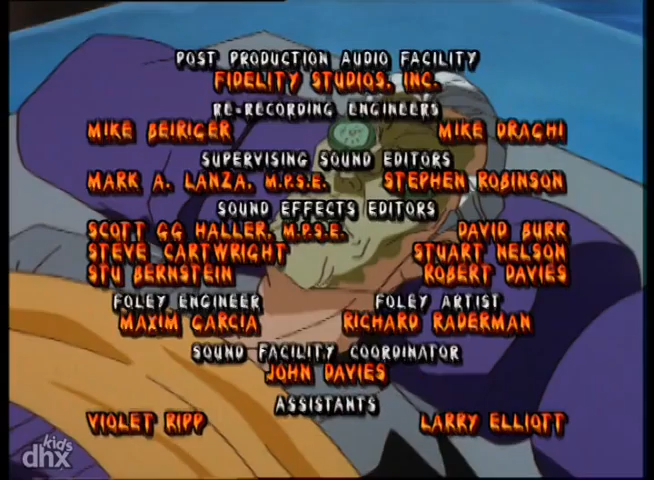 POST PRODUCTION AUDIO FACILITY
FIDELITY STUDIOS, INC.
RE-RECORDING ENGINEERS
MIKE BEIRIGER MIKE DRAGHI
SUPERVISING SOUND EDITORS
MARK A. LANZA, M.P.S.E. STEPHEN ROBINSON
SOUND EFFECTS EDITORS
SCOTT GG HALLER, M.P.S.E. DAVID BURK
STEVE CARTWRIGHT STUART NELSON
STU BERNSTEIN ROBERT DAVIES
FOLEY ENGINEER FOLEY ARTIST
MAXIM GARCIA RICHARD RADERMAN
SOUND FACILITY COORDINATOR
JOHN DAVIES
ASSISTANTS
VIOLET RIPP LARRY ELLIOTT
kids
dhx